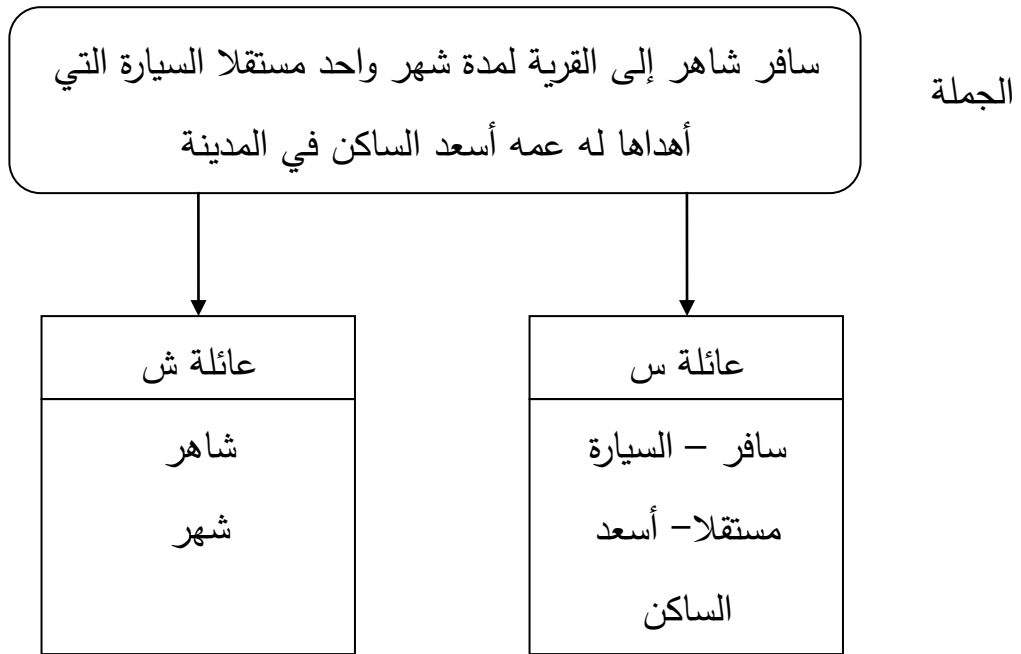 الجملة
سافر شاهر إلى القرية لمدة شهر واحد مستقلا السيارة التي
أهداها له عمه أسعد الساكن في المدينة
عائلة س
سافر – السيارة
مستقلا– أسعد
الساكن
عائلة ش
شاهر
شهر